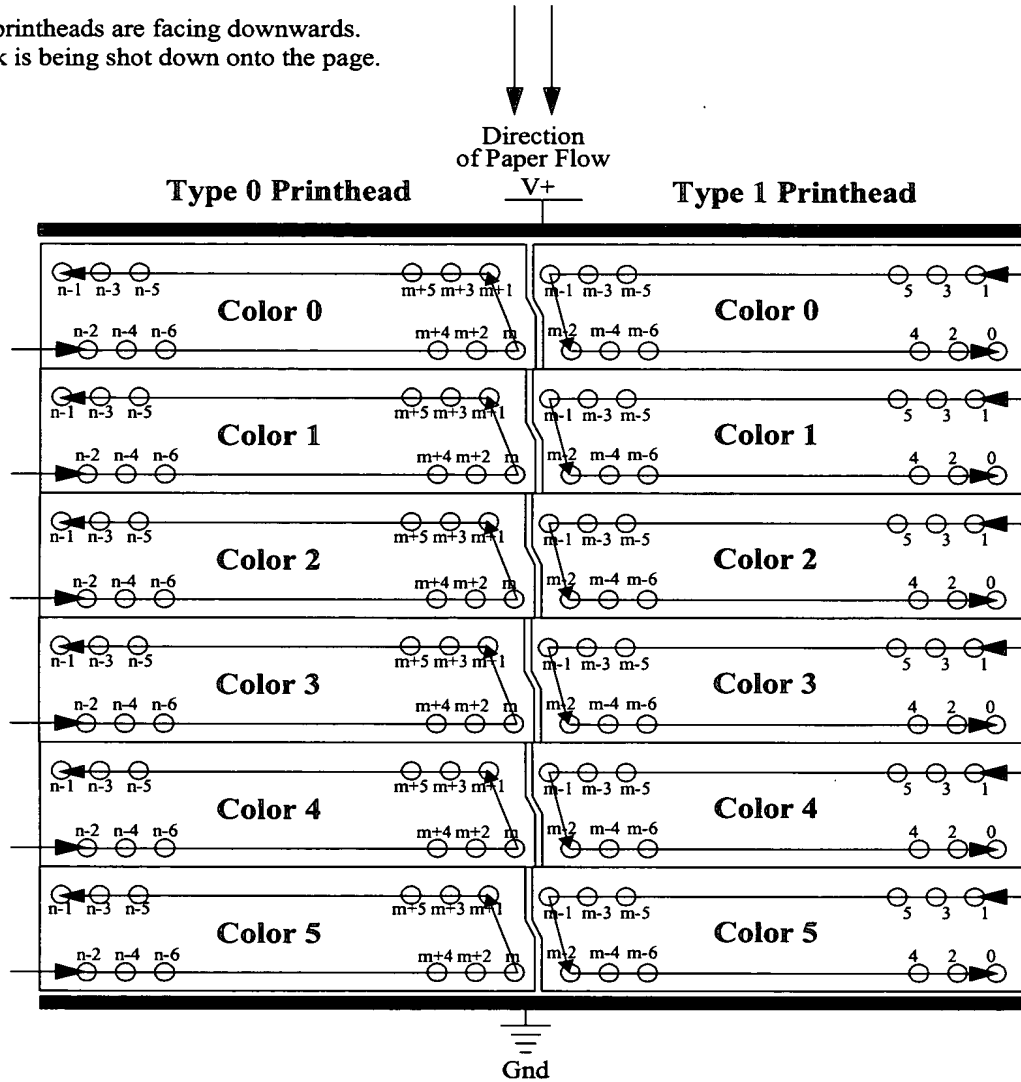 printheads are facing downwards.
k is being shot down onto the page.
Direction
of Paper Flow
Type 0 Printhead V+ Type 1 Printhead
n-1 n-3 n-5 m+5 m+3 m+1 m-1 m-3 m-5 5 3 1
Color 0 Color 0
n-2 n-4 n-6 m+4 m+2 m m-2 m-4 m-6 4 2 0
n-1 n-3 n-5 m+5 m+3 m+1 m-1 m-3 m-5 5 3 1
Color 1 Color 1
n-2 n-4 n-6 m+4 m+2 m m-2 m-4 m-6 4 2 0
n-1 n-3 n-5 m+5 m+3 m+1 m-1 m-3 m-5 5 3 1
Color 2 Color 2
n-2 n-4 n-6 m+4 m+2 m m-2 m-4 m-6 4 2 0
n-1 n-3 n-5 m+5 m+3 m+1 m-1 m-3 m-5 5 3 1
Color 3 Color 3
n-2 n-4 n-6 m+4 m+2 m m-2 m-4 m-6 4 2 0
n-1 n-3 n-5 m+5 m+3 m+1 m-1 m-3 m-5 5 3 1
Color 4 Color 4
n-2 n-4 n-6 m+4 m+2 m m-2 m-4 m-6 4 2 0
n-1 n-3 n-5 m+5 m+3 m+1 m-1 m-3 m-5 5 3 1
Color 5 Color 5
n-2 n-4 n-6 m+4 m+2 m m-2 m-4 m-6 4 2 0
Gnd